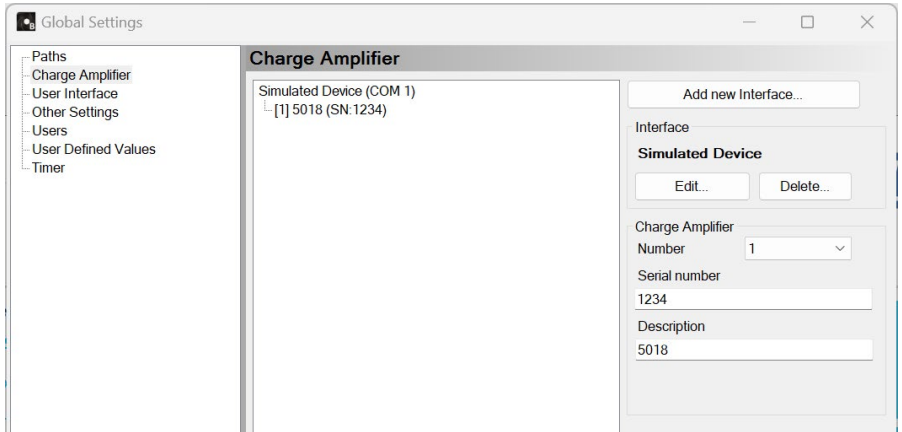 Global Settings
Paths
Charge Amplifier
User Interface
Other Settings
Users
User Defined Values
Timer
Charge Amplifier
Simulated Device (COM 1)
[1] 5018 (SN:1234)
Add new Interface...
Interface
Simulated Device
Edit... Delete...
Charge Amplifier
Number 1
Serial number
1234
Description
5018